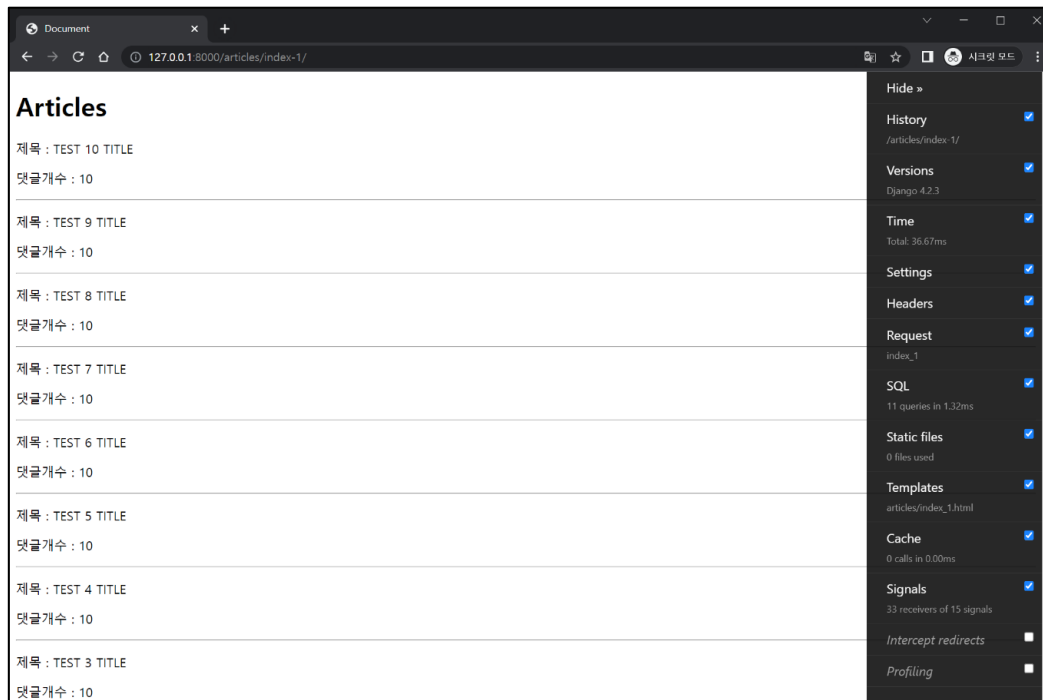 Document
127.0.0.1:8000/articles/index-1/
시크릿 모드
Articles
제목 : TEST 10 TITLE
댓글개수 : 10
제목 : TEST 9 TITLE
댓글개수 : 10
제목 : TEST 8 TITLE
댓글개수 : 10
제목 : TEST 7 TITLE
댓글개수 : 10
제목 : TEST 6 TITLE
댓글개수 : 10
제목 : TEST 5 TITLE
댓글개수 : 10
제목 : TEST 4 TITLE
댓글개수 : 10
제목 : TEST 3 TITLE
댓글개수 : 10
Hide »
History
/articles/index-1/
Versions
Django 4.2.3
Time
Total: 36.67ms
Settings
Headers
Request
index_1
SQL
11 queries in 1.32ms
Static files
0 files used
Templates
articles/index_1.html
Cache
0 calls in 0.00ms
Signals
33 receivers of 15 signals
Intercept redirects
Profiling